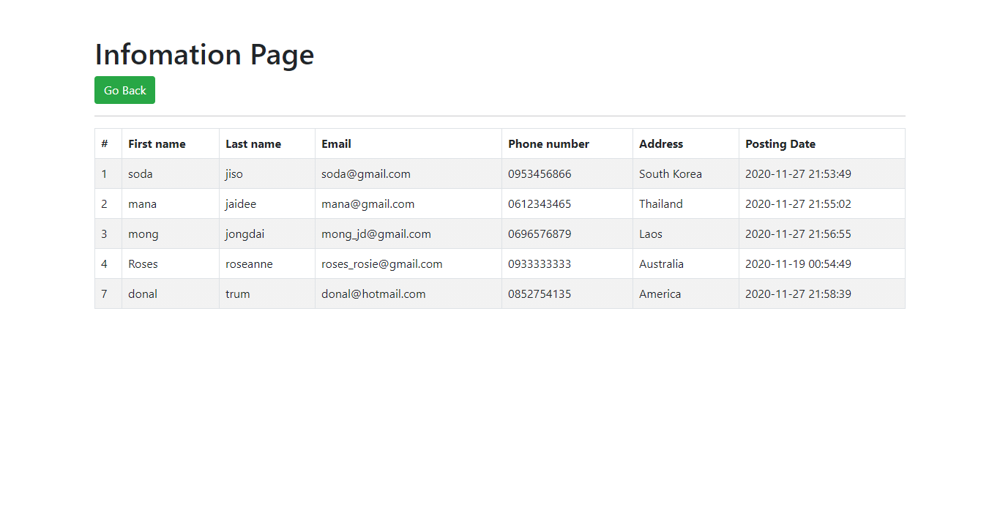 Infomation Page
Go Back
# First name Last name Email Phone number Address Posting Date
1 soda jiso soda@gmail.com 0953456866 South Korea 2020-11-27 21:53:49
2 mana jaidee mana@gmail.com 0612343465 Thailand 2020-11-27 21:55:02
3 mong jongdai mong_jd@gmail.com 0696576879 Laos 2020-11-27 21:56:55
4 Roses roseanne roses_rosie@gmail.com 0933333333 Australia 2020-11-19 00:54:49
7 donal trum donal@hotmail.com 0852754135 America 2020-11-27 21:58:39